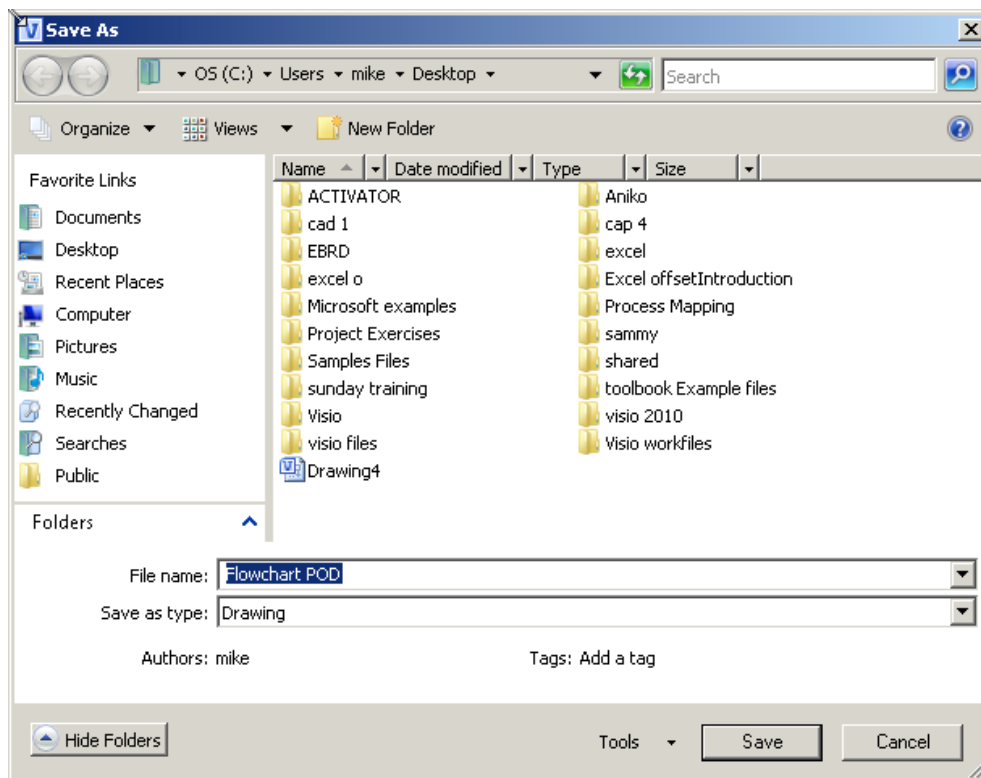 Save As
OS (C:) Users mike Desktop Search
Organize Views New Folder
Favorite Links
Documents
Desktop
Recent Places
Computer
Pictures
Music
Recently Changed
Searches
Public
Folders
Name Date modified Type Size
ACTIVATOR Aniko
cad 1 cap 4
EBRD excel
excel o Excel offsetIntroduction
Microsoft examples Process Mapping
Project Exercises sammy
Samples Files shared
sunday training toolbook Example files
Visio visio 2010
visio files Visio workfiles
Drawing4
File name: Flowchart POD
Save as type: Drawing
Authors: mike Tags: Add a tag
Hide Folders Tools Save Cancel